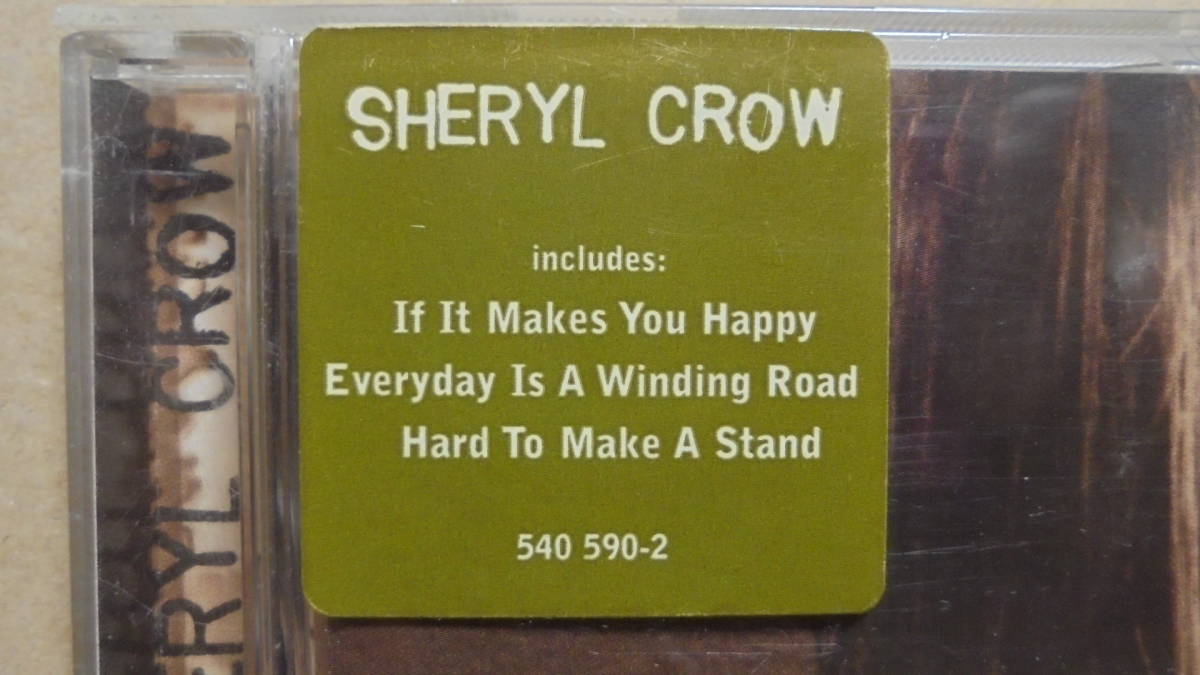 SHERYL CROW
includes:
If It Makes You Happy
Everyday Is A Winding Road
Hard To Make A Stand
540 590-2
ERYL CROW